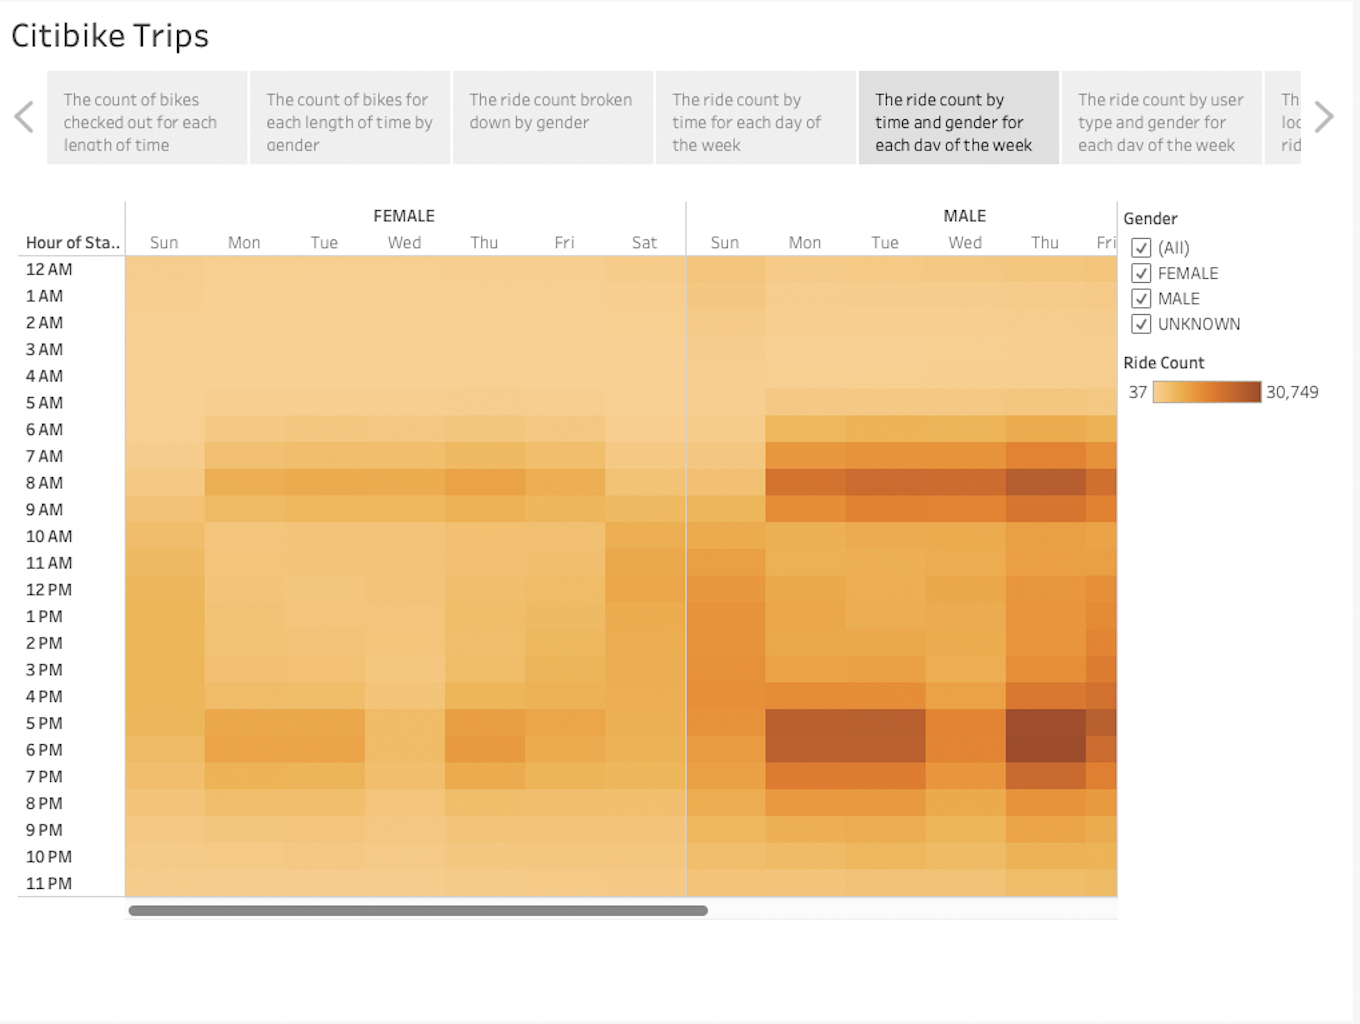 Citibike Trips
The count of bikes
checked out for each
length of time
The count of bikes for
each length of time by
gender
The ride count broken
down by gender
The ride count by
time for each day of
the week
The ride count by
time and gender for
each day of the week
The ride count by user
type and gender for
each day of the week
Th
loc
rid
FEMALE
MALE
Hour of Sta..
Sun Mon Tue Wed Thu Fri Sat Sun Mon Tue Wed Thu Fri
12 AM
1 AM
2 AM
3 AM
4 AM
5 AM
6 AM
7 AM
8 AM
9 AM
10 AM
11 AM
12 PM
1 PM
2 PM
3 PM
4 PM
5 PM
6 PM
7 PM
8 PM
9 PM
10 PM
11 PM
Gender
(All)
FEMALE
MALE
UNKNOWN
Ride Count
37 30,749